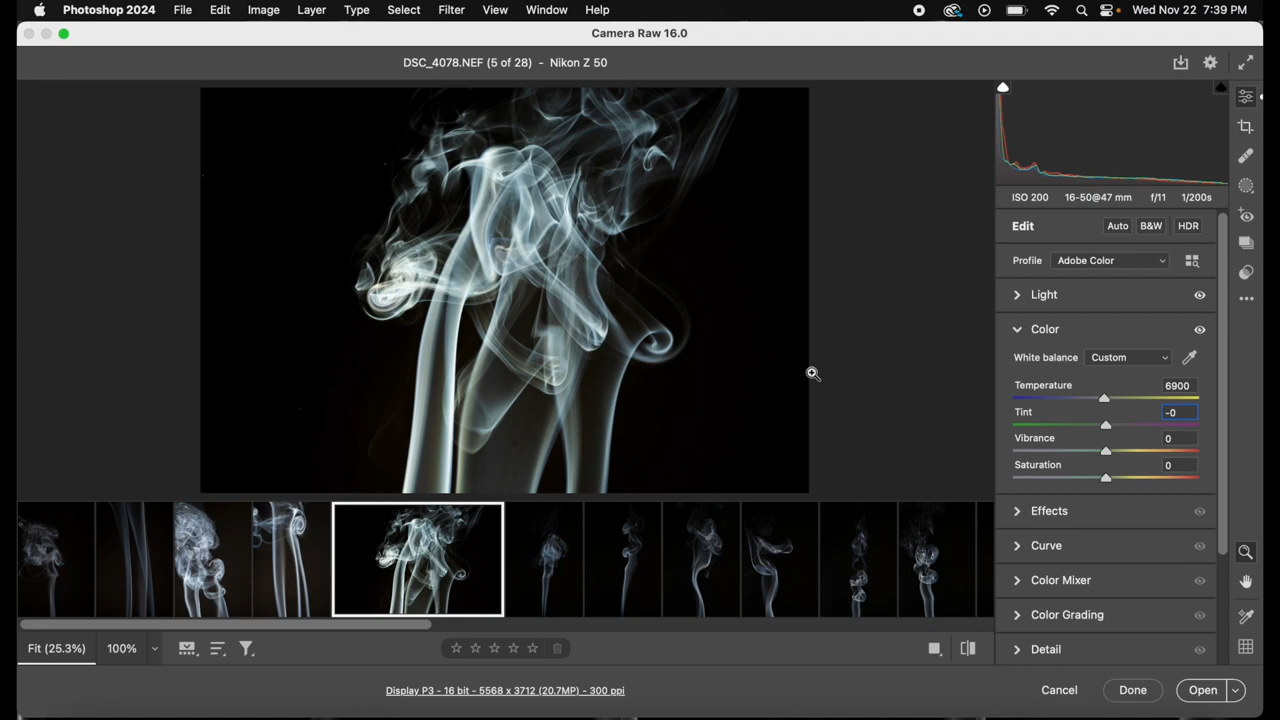 Photoshop 2024 File Edit Image Layer Type Select Filter View Window Help Wed Nov 22 7:39 PM
Camera Raw 16.0
DSC_4078.NEF (5 of 28) - Nikon Z 50
ISO 200 16-50@47 mm f/11 1/200s
Edit Auto B&W HDR
Profile Adobe Color
Light
Color
White balance Custom
Temperature 6900
Tint -0
Vibrance 0
Saturation 0
Effects
Curve
Color Mixer
Color Grading
Detail
Fit (25.3%) 100%
Display P3 - 16 bit - 5568 x 3712 (20.7MP) - 300 ppi
Cancel Done Open